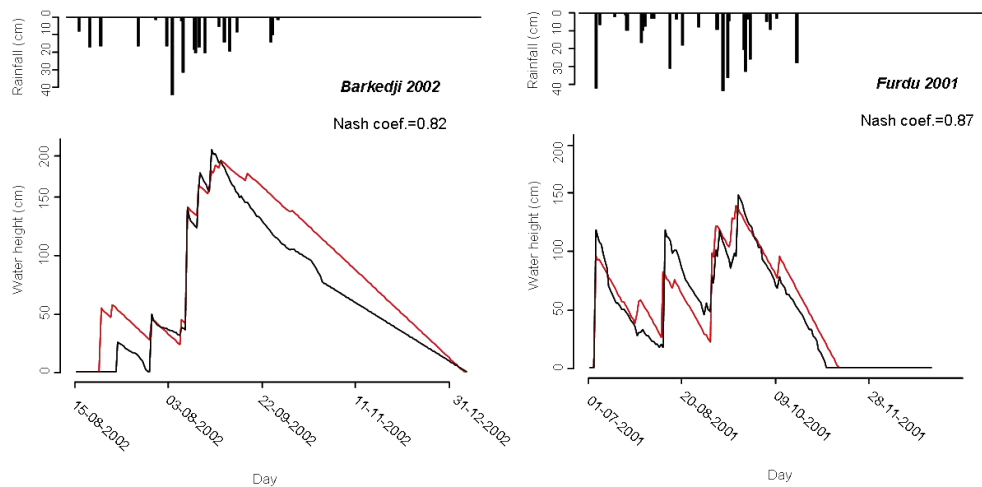 Rainfall (cm)
0
10
20
30
40
Barkedji 2002
Nash coef.=0.82
Water height (cm)
200
150
100
50
0
15-08-2002
03-08-2002
22-09-2002
11-11-2002
31-12-2002
Day
Rainfall (cm)
0
10
20
30
40
Furdu 2001
Nash coef.=0.87
Water height (cm)
200
150
100
50
0
01-07-2001
20-08-2001
09-10-2001
28-11-2001
Day